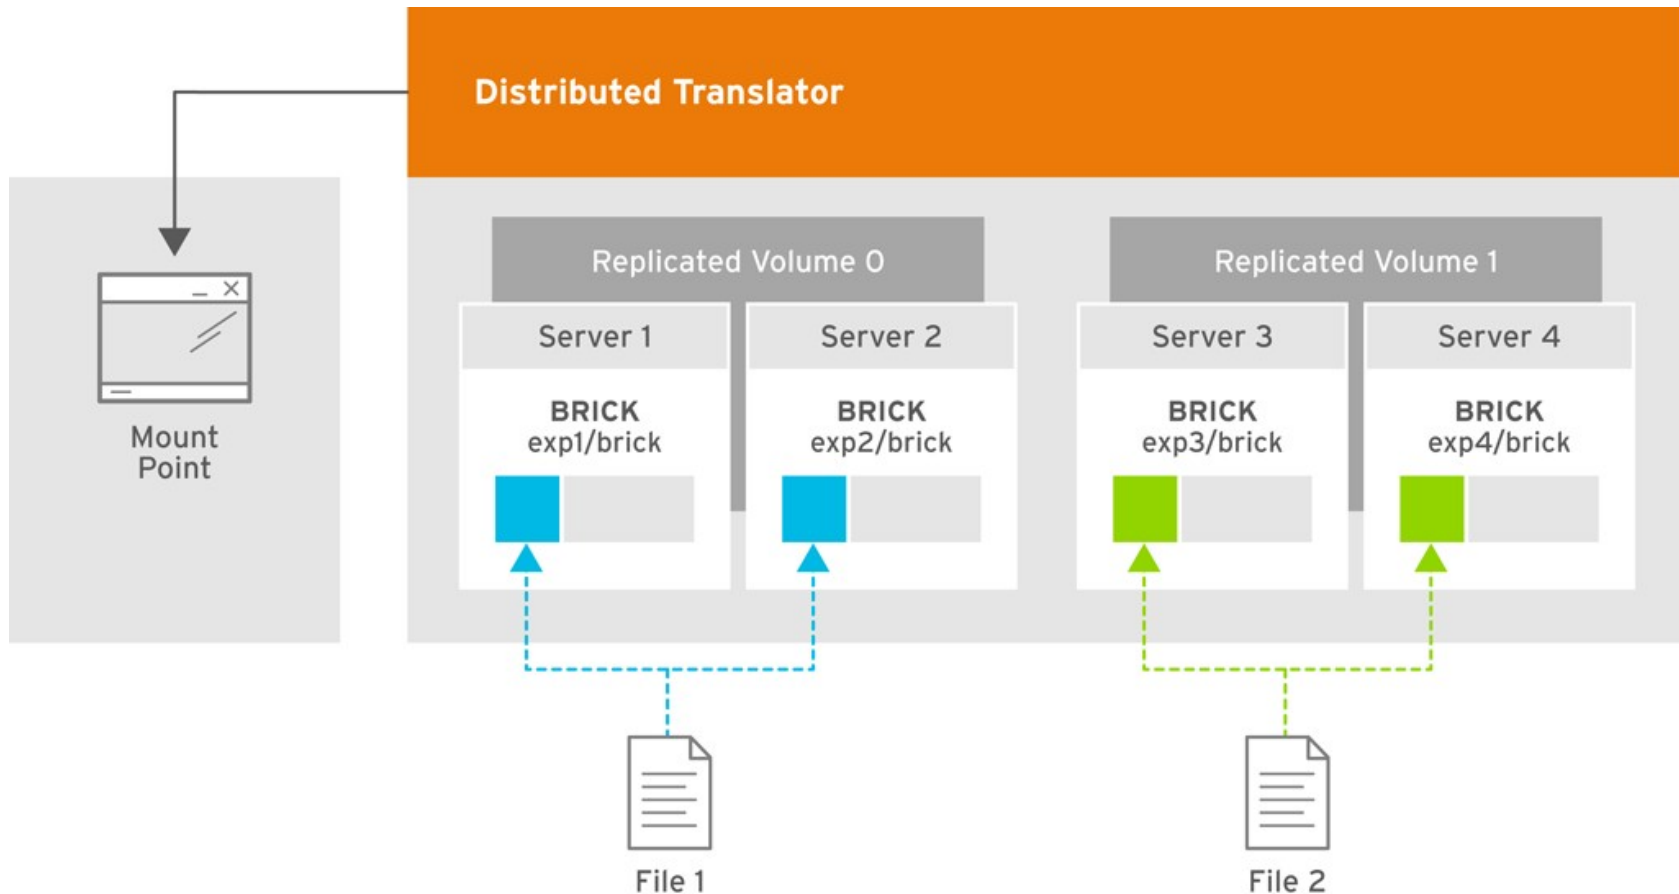 Distributed Translator
Replicated Volume 0
Replicated Volume 1
Server 1
Server 2
Server 3
Server 4
BRICK
exp1/brick
BRICK
exp2/brick
BRICK
exp3/brick
BRICK
exp4/brick
Mount
Point
File 1
File 2